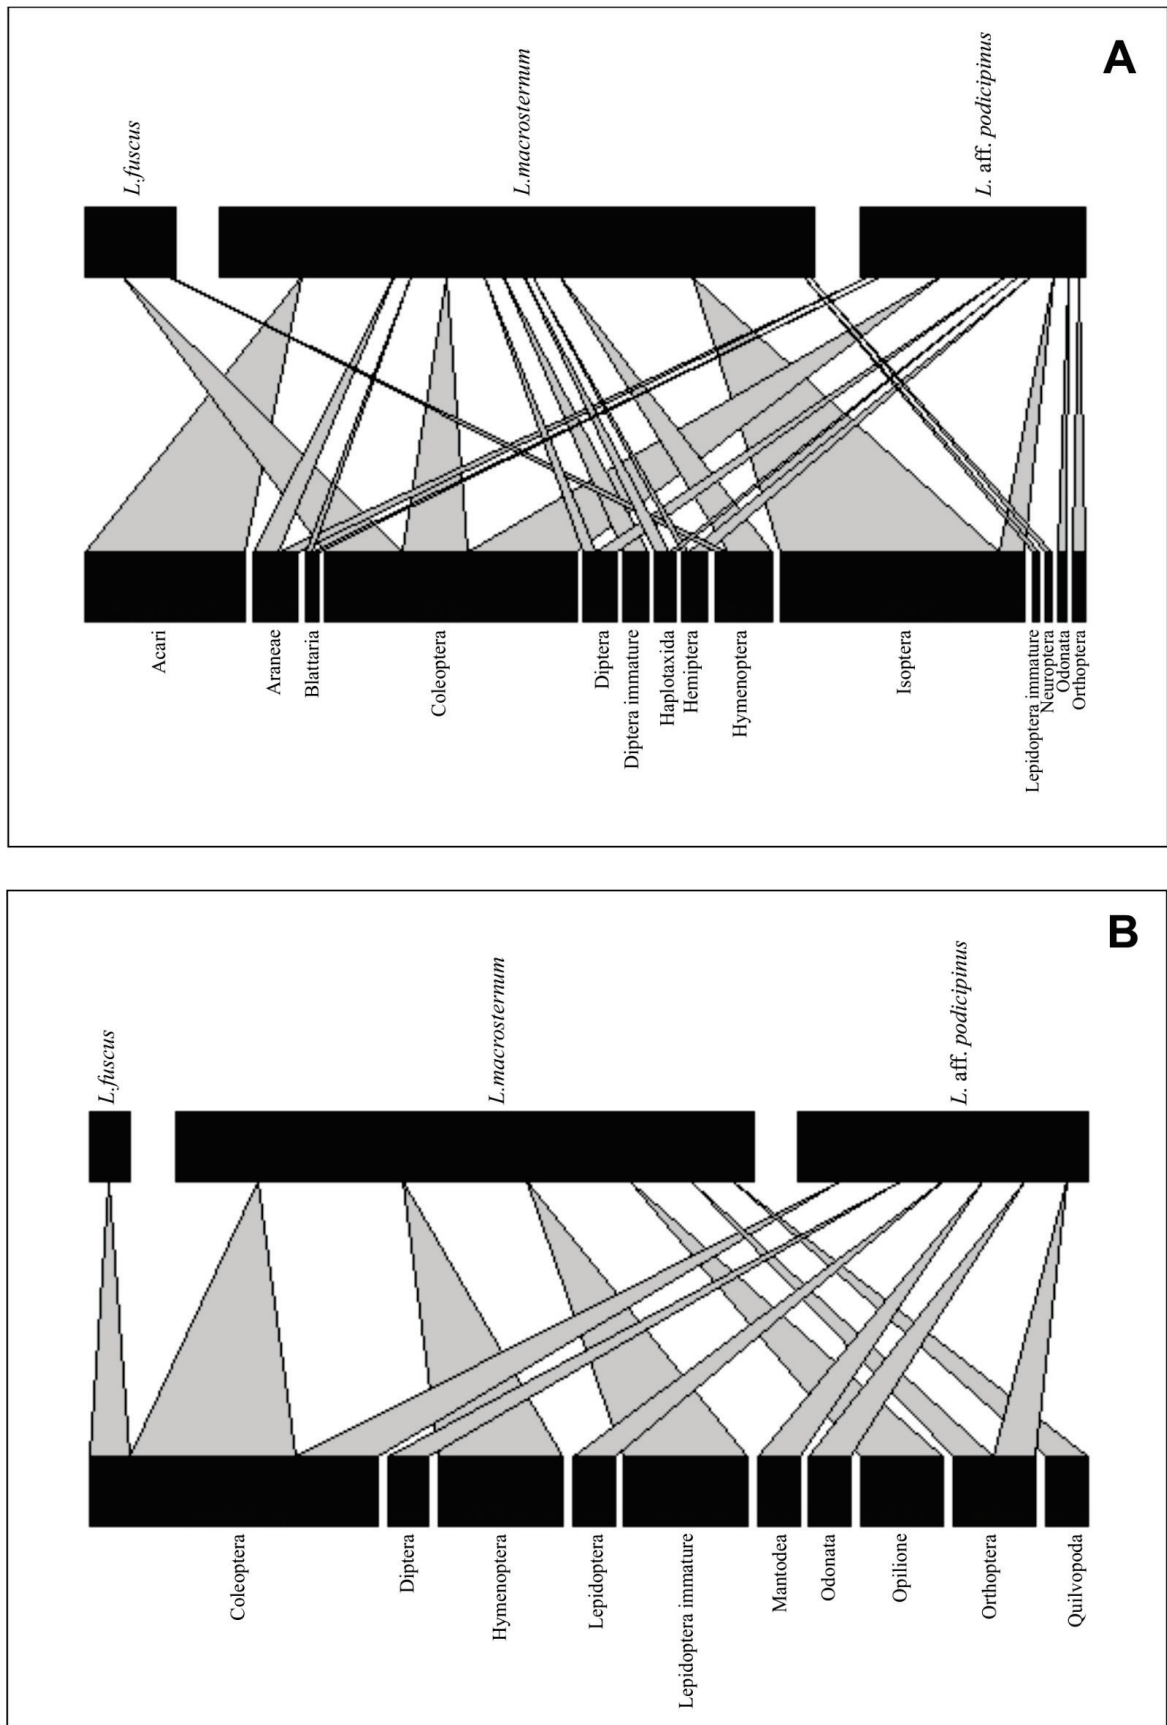 A
L.fuscus
L.macrosternum
L. aff. podicipinus
Acari
Araneae
Blattaria
Coleoptera
Diptera
Diptera immature
Haplotaxida
Hemiptera
Hymenoptera
Isoptera
Lepidoptera immature
Neuroptera
Odonata
Orthoptera
B
L.fuscus
L.macrosternum
L. aff. podicipinus
Coleoptera
Diptera
Hymenoptera
Lepidoptera
Lepidoptera immature
Mantodea
Odonata
Opilione
Orthoptera
Quilvopoda